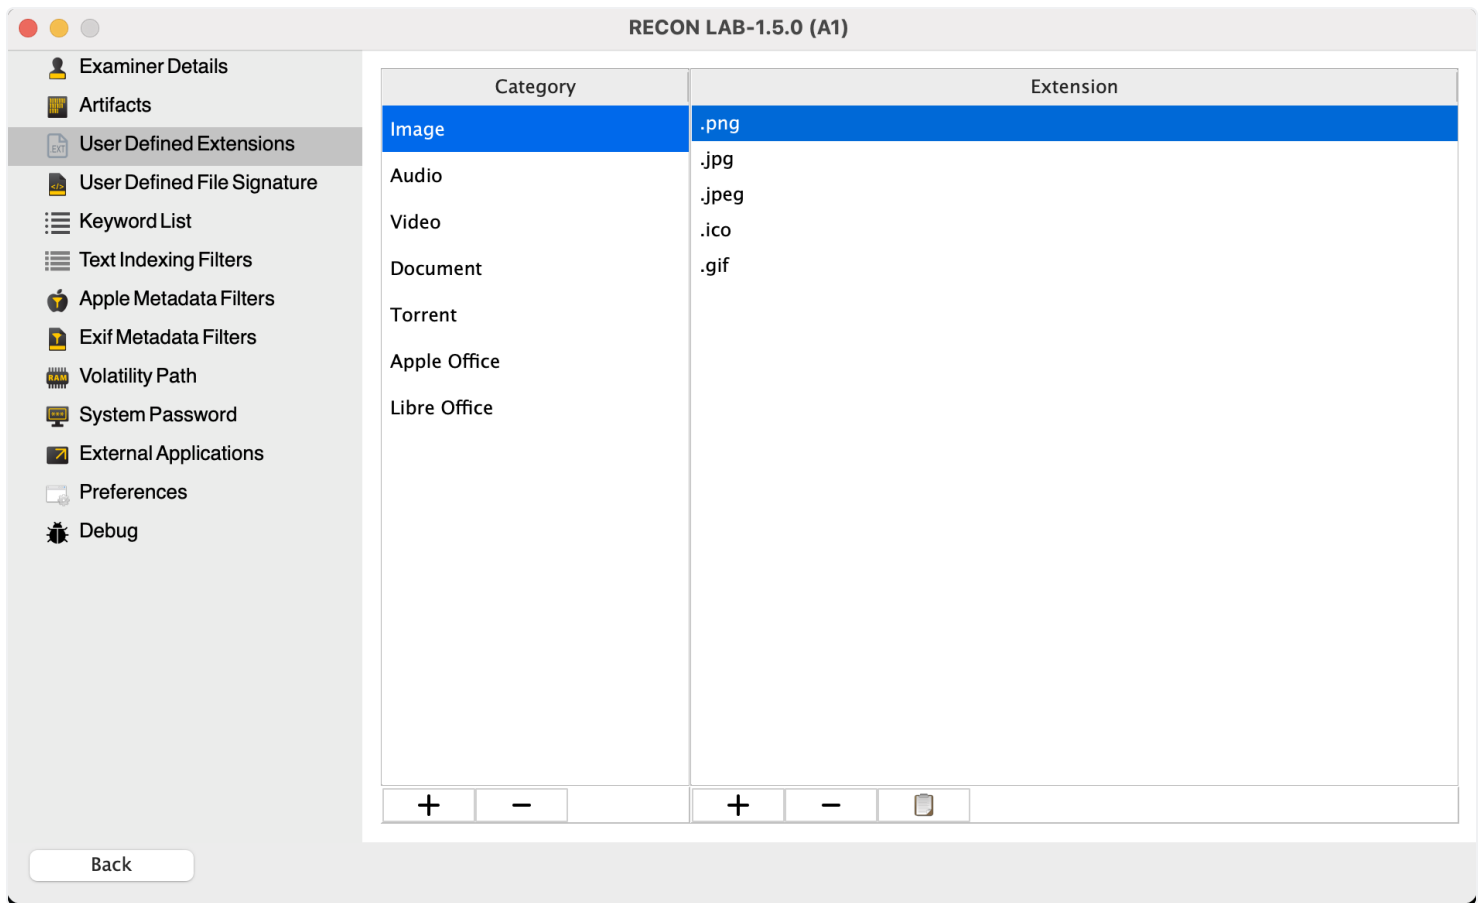 RECON LAB-1.5.0 (A1)
Examiner Details
Artifacts
User Defined Extensions
User Defined File Signature
Keyword List
Text Indexing Filters
Apple Metadata Filters
Exif Metadata Filters
Volatility Path
System Password
External Applications
Preferences
Debug
Category
Image
Audio
Video
Document
Torrent
Apple Office
Libre Office
Extension
.png
.jpg
.jpeg
.ico
.gif
Back